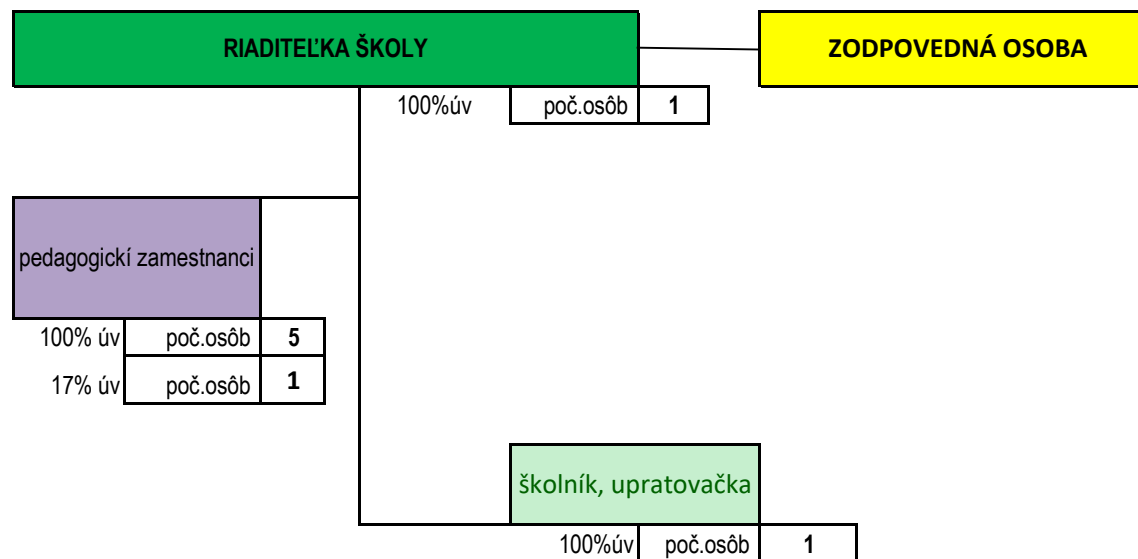 RIADITEĽKA ŠKOLY
ZODPOVEDNÁ OSOBA
100%úv poč.osôb 1
pedagogickí zamestnanci
100% úv poč.osôb 5
17% úv poč.osôb 1
školník, upratovačka
100%úv poč.osôb 1